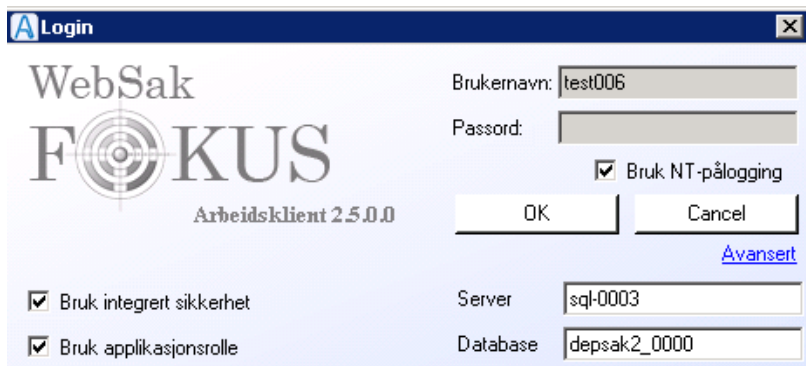 Login
WebSak
FOKUS
Arbeidsklient 2.5.0.0
Brukernavn: test006
Passord:
Bruk NT-pålogging
OK Cancel
Avansert
Bruk integrert sikkerhet
Server sql-0003
Bruk applikasjonsrolle
Database depsak2_0000